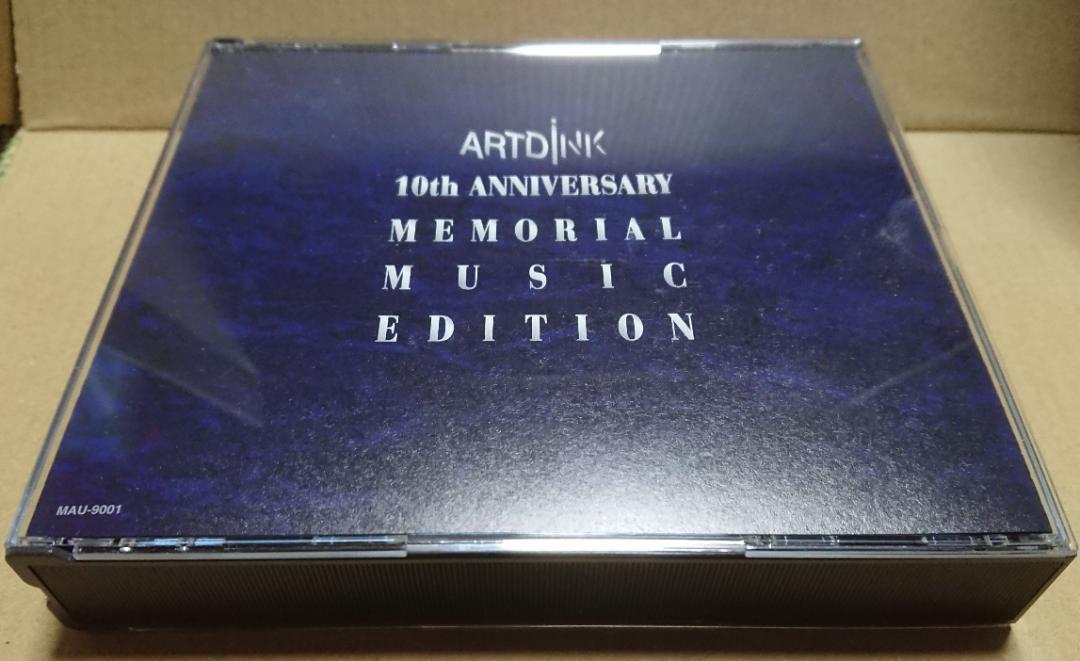 ARTDINK
10th ANNIVERSARY
MEMORIAL
MUSIC
EDITION
MAU-9001